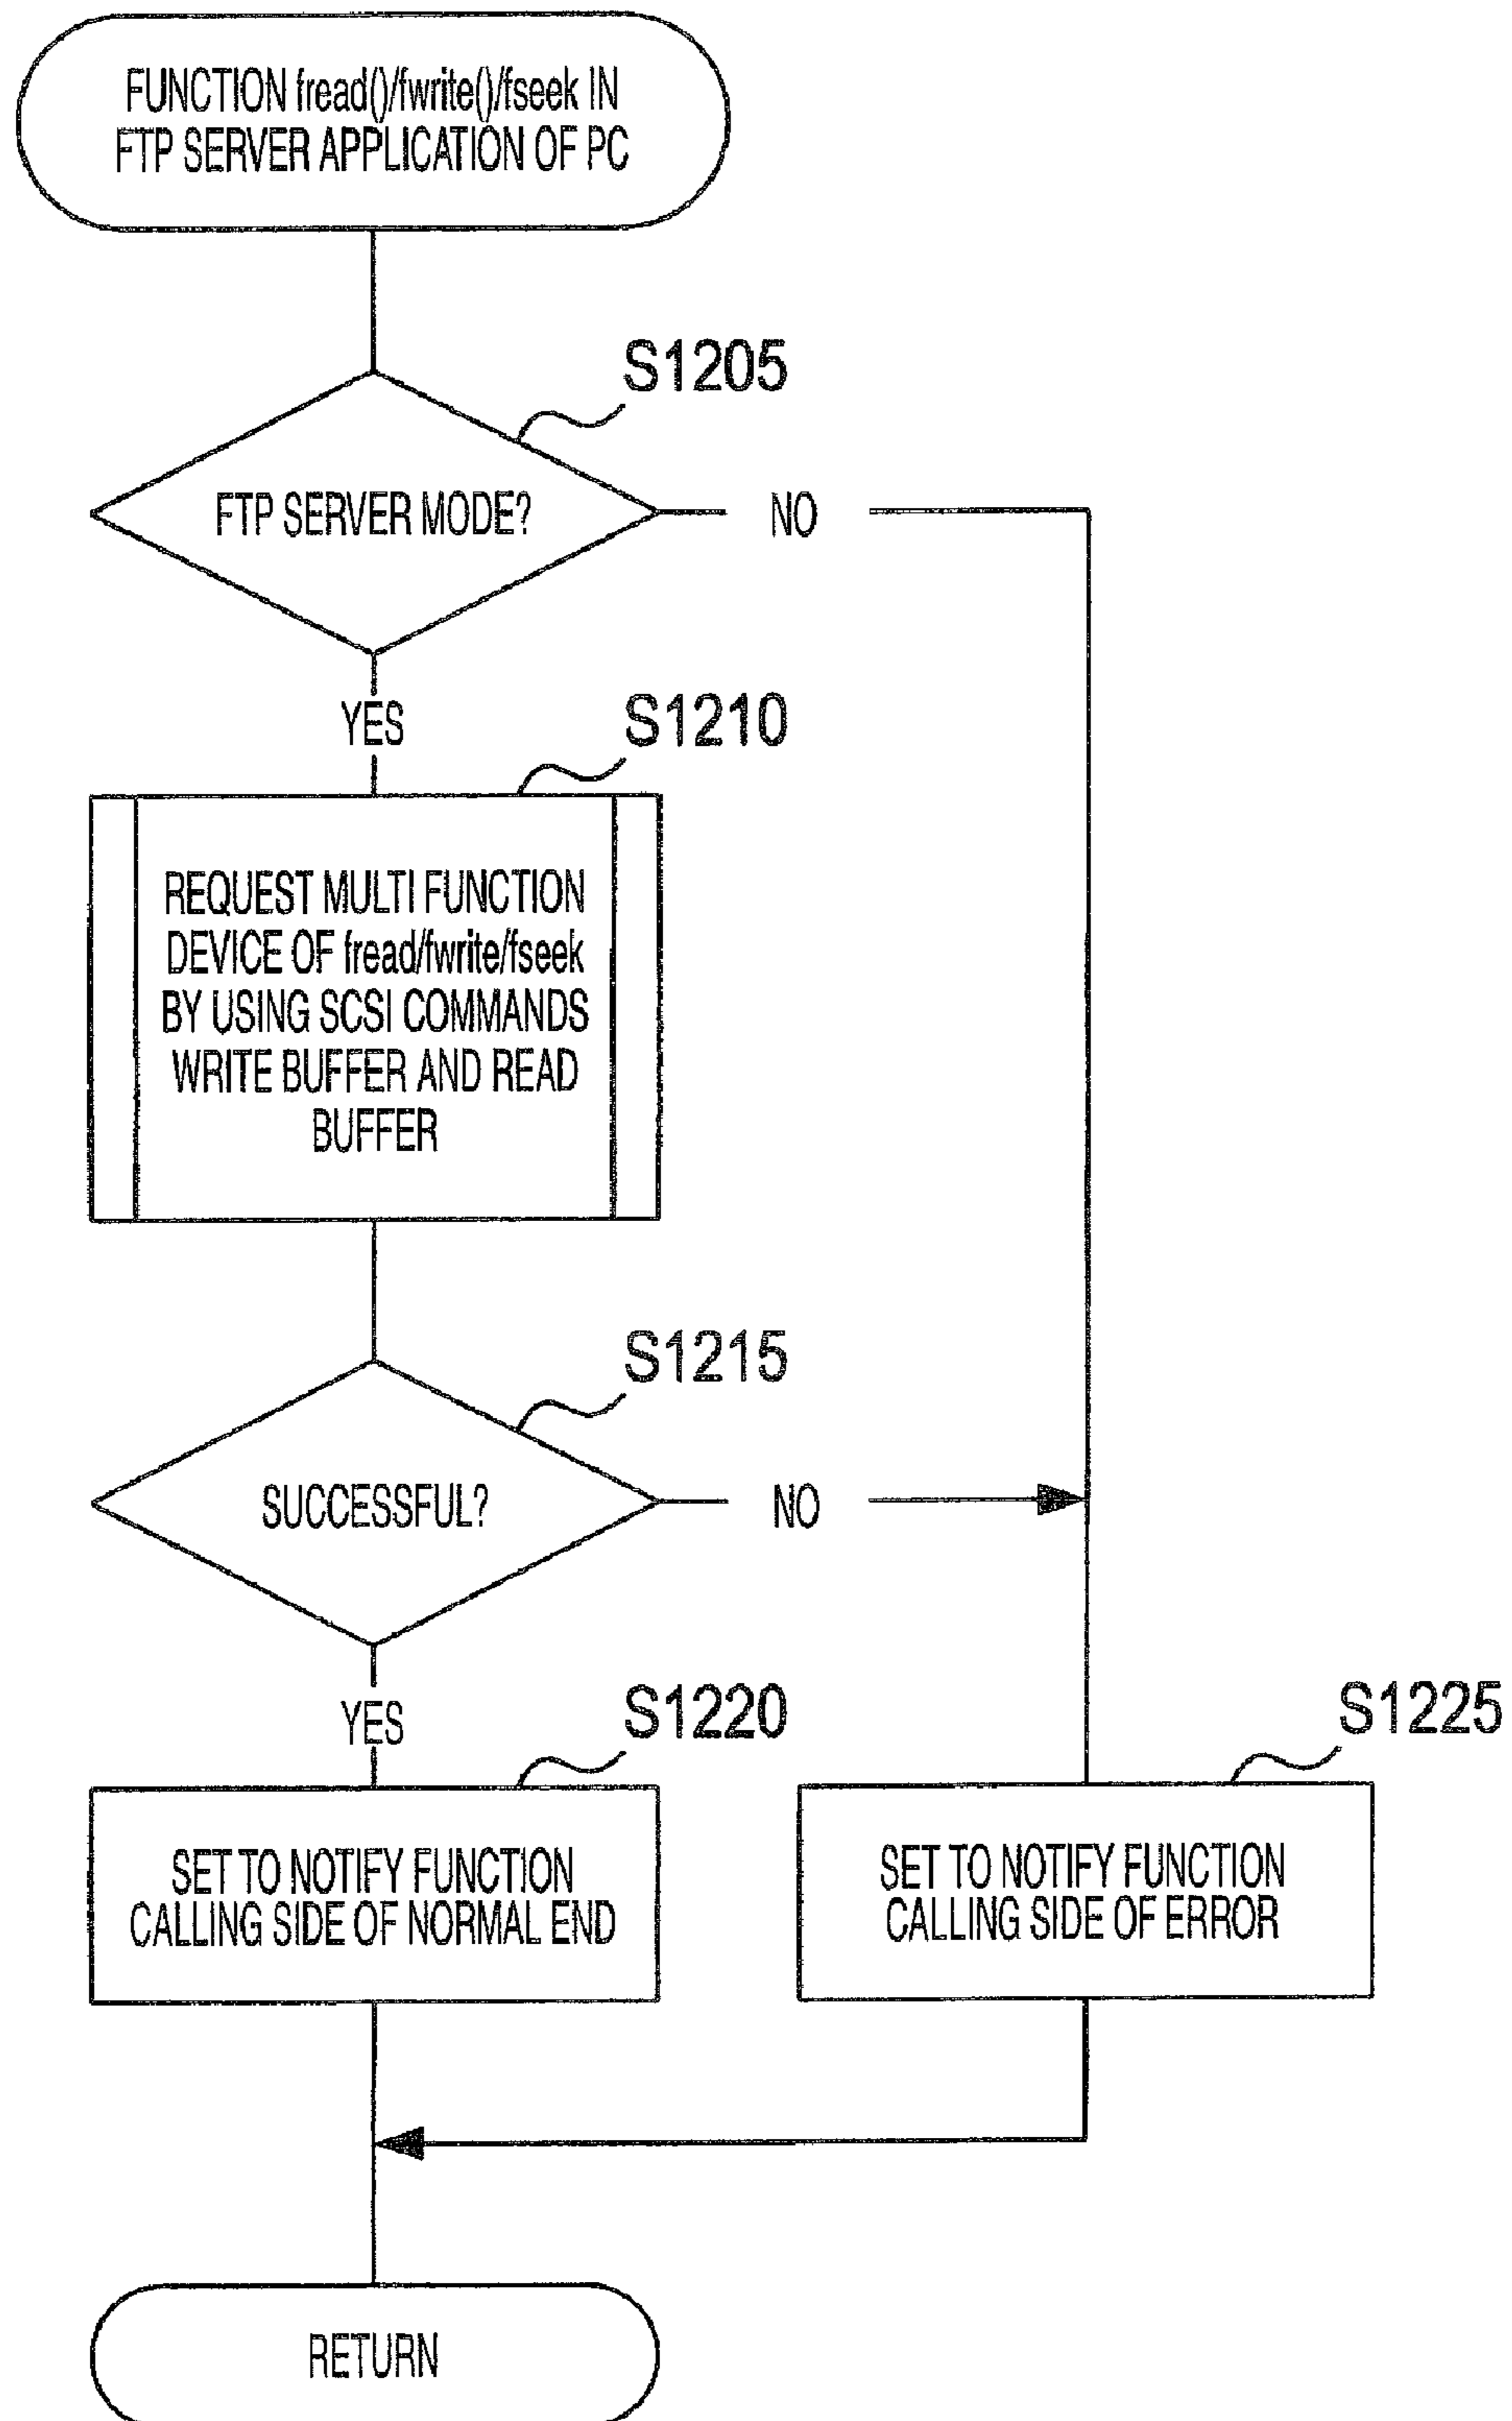 FUNCTION fread()/fwrite()/fseek IN
FTP SERVER APPLICATION OF PC
S1205
FTP SERVER MODE?
NO
YES
S1210
REQUEST MULTI FUNCTION
DEVICE OF fread/fwrite/fseek
BY USING SCSI COMMANDS
WRITE BUFFER AND READ
BUFFER
S1215
SUCCESSFUL?
NO
YES
S1220
SET TO NOTIFY FUNCTION
CALLING SIDE OF NORMAL END
S1225
SET TO NOTIFY FUNCTION
CALLING SIDE OF ERROR
RETURN